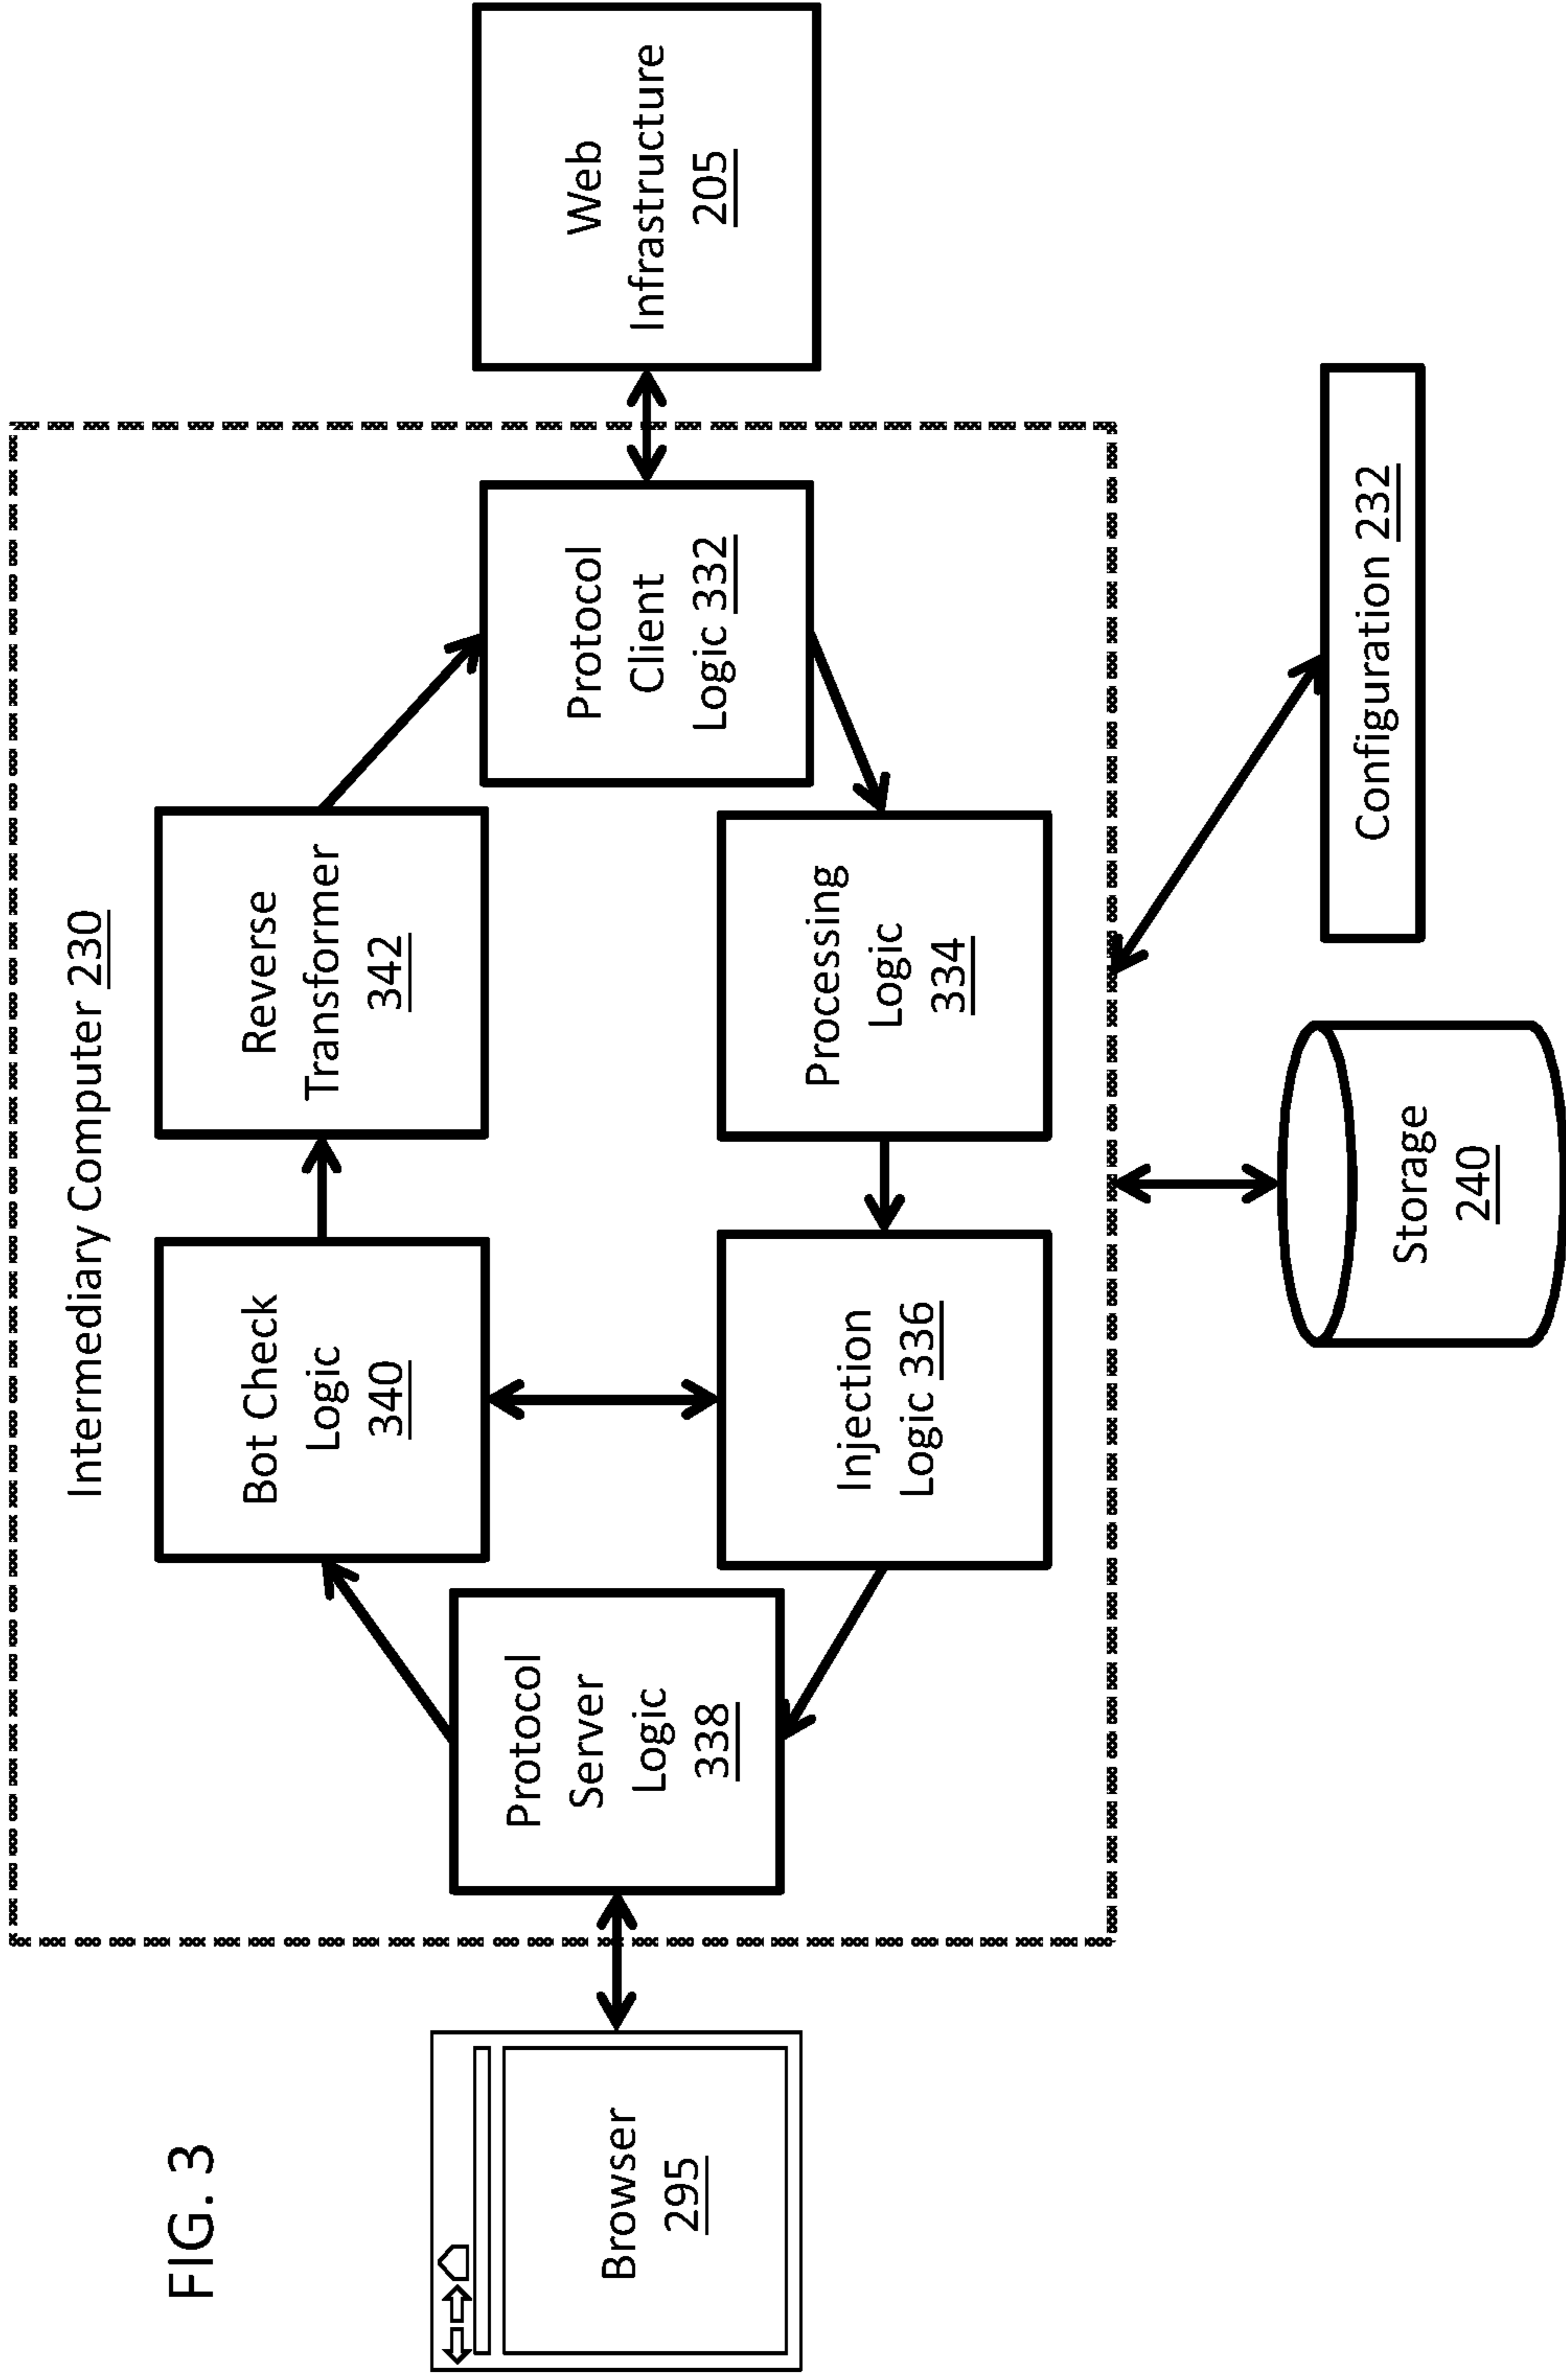 FIG. 3
Intermediary Computer 230
Browser
295
Protocol
Server
Logic
338
Bot Check
Logic
340
Reverse
Transformer
342
Injection
Logic 336
Processing
Logic
334
Protocol
Client
Logic 332
Web
Infrastructure
205
Storage
240
Configuration 232